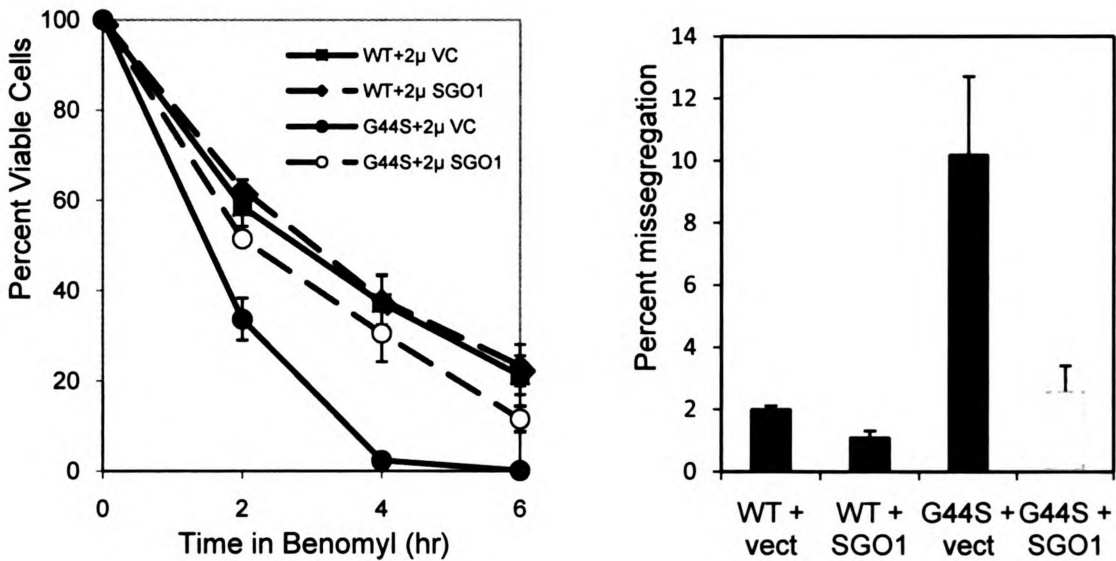 Percent Viable Cells
100
80
60
40
20
0
0
2
4
6
Time in Benomyl (hr)
WT+2μ VC
WT+2μ SGO1
G44S+2μ VC
G44S+2μ SGO1
Percent missegregation
14
12
10
8
6
4
2
0
WT + vect
WT + SGO1
G44S + vect
G44S + SGO1